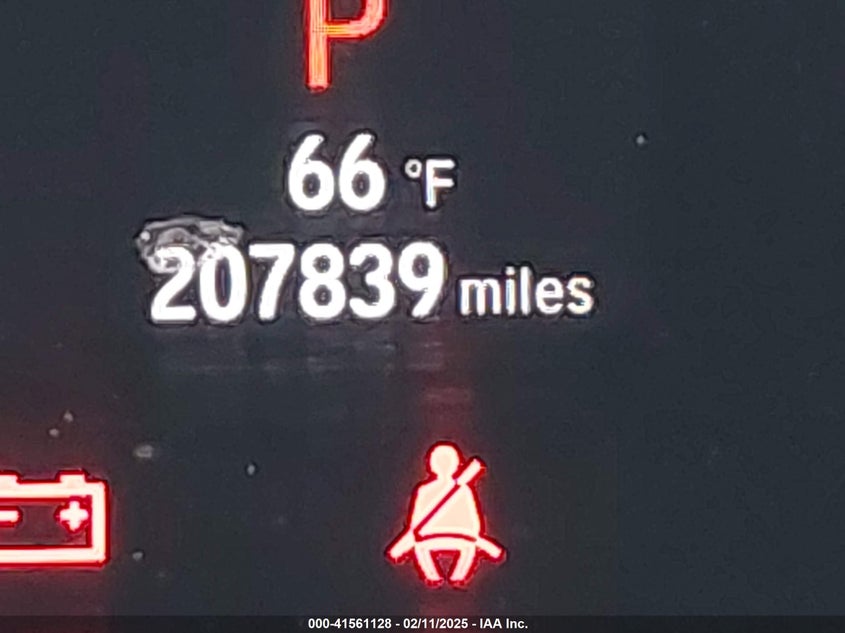 P
66 °F
207839 miles
000-41561128 - 02/11/2025 - IAA Inc.